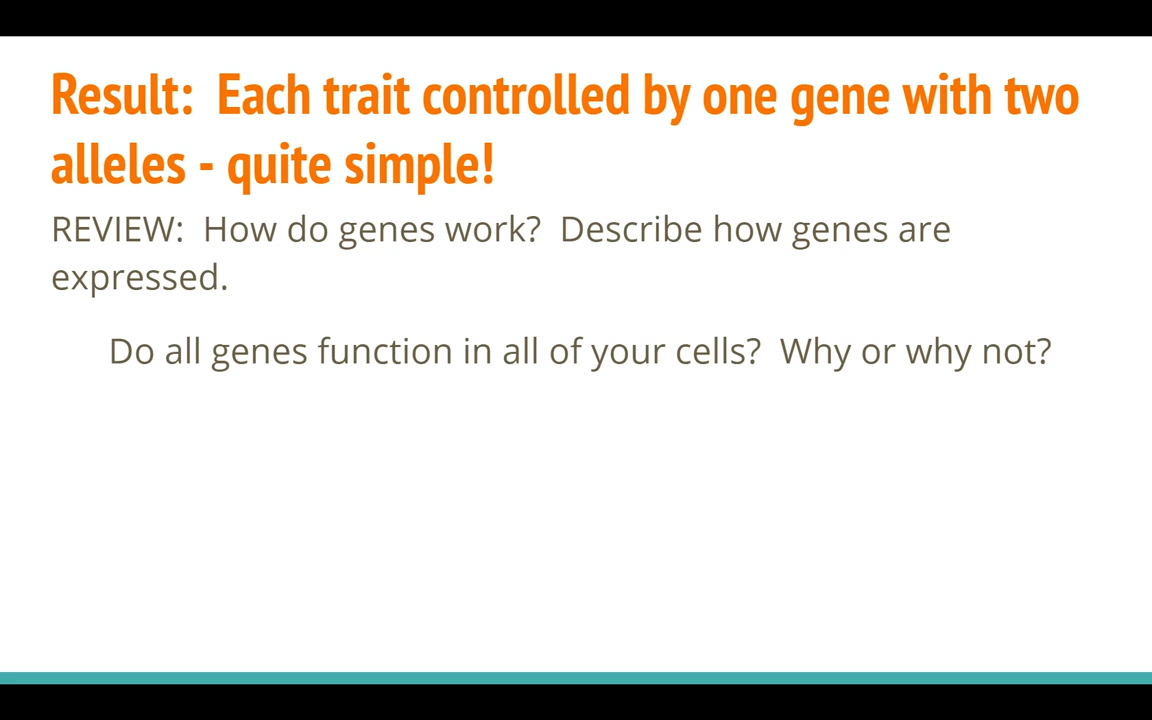 Result:  Each trait controlled by one gene with two
alleles - quite simple!
REVIEW:  How do genes work?  Describe how genes are
expressed.
Do all genes function in all of your cells?  Why or why not?